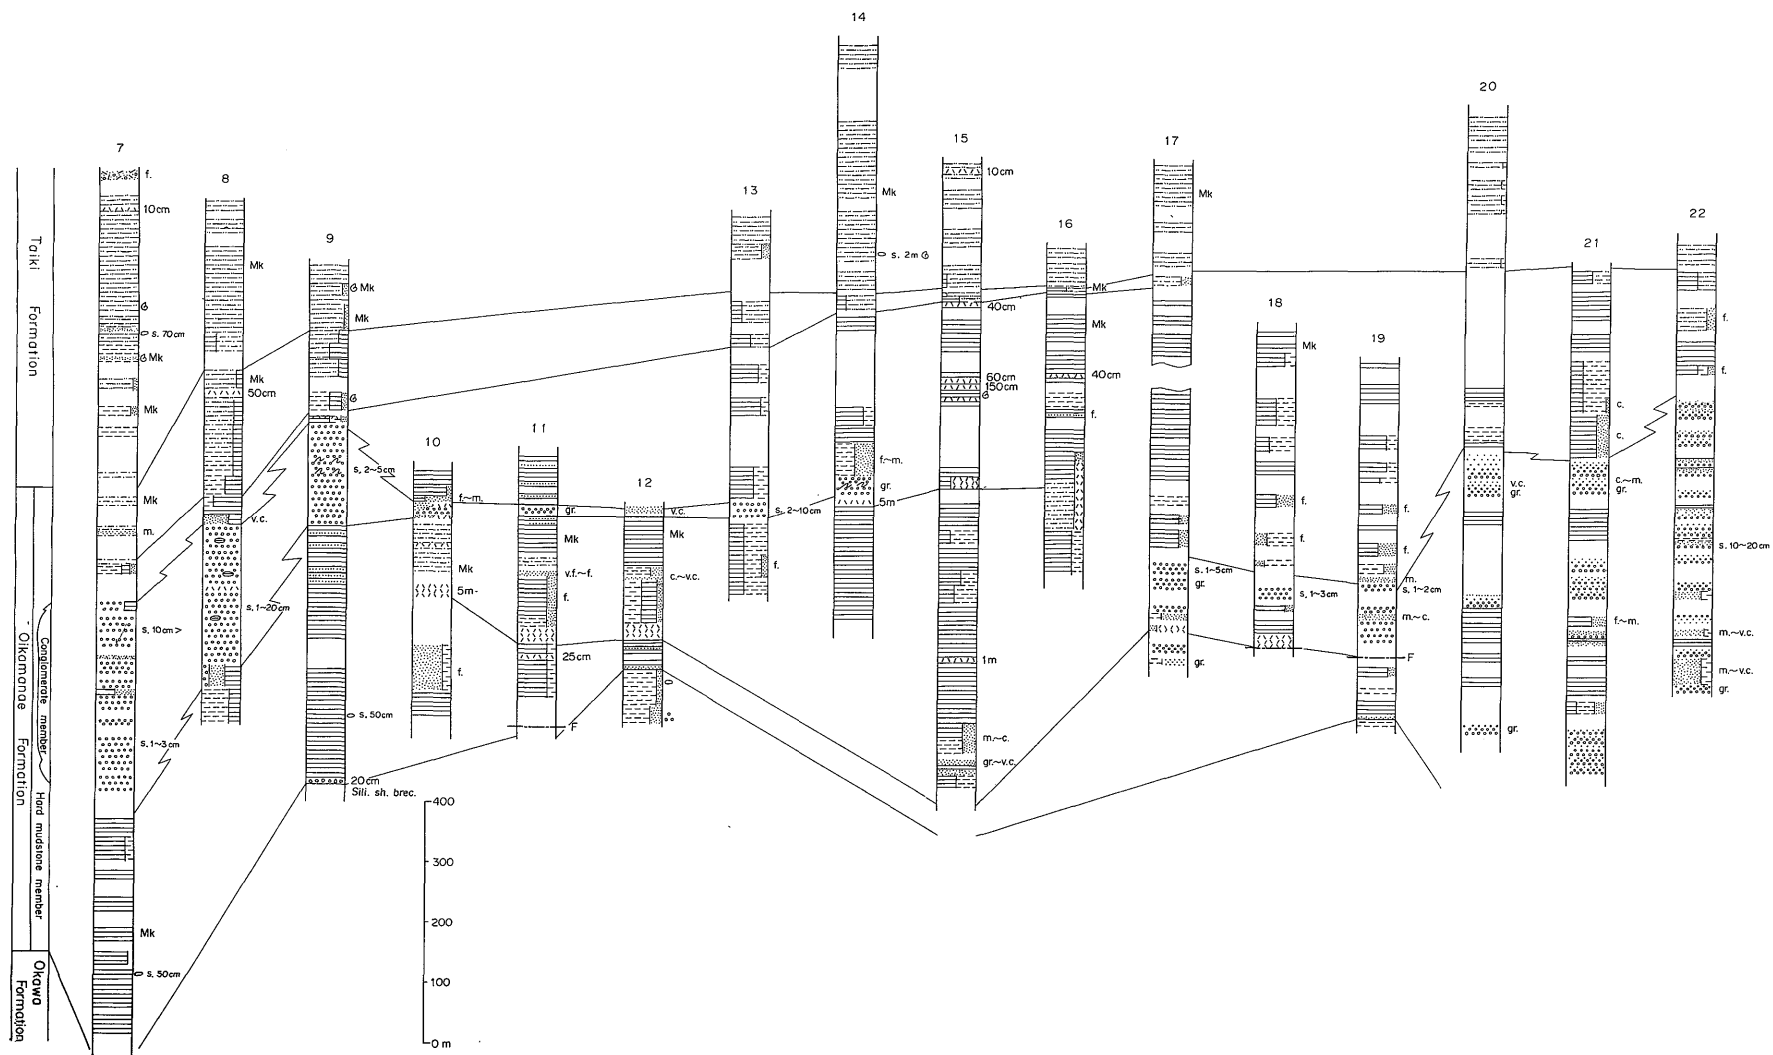 Taiki Formation
Oikamanae Formation
Conglomerate member
Hard mudstone member
Okawa Formation
7
f.
10cm
s. 70cm
Mk
Mk
Mk
m.
s. 10cm>
s. 1~3cm
Mk
s. 50cm
8
Mk
Mk
50cm
v.c.
s. 1~20cm
9
Mk
Mk
s. 2~5cm
s. 50cm
20cm
Sili. sh. brec.
10
f.~m.
Mk
5m-
f.
11
gr.
Mk
v.f.~f.
f.
25cm
F
12
v.c.
Mk
c.~v.c.
13
s. 2~10cm
f.
14
Mk
s. 2m
f.~m.
gr.
5m
15
10cm
40cm
60cm
150cm
1m
m.~c.
gr.~v.c.
16
Mk
Mk
40cm
f.
17
Mk
s. 1~5cm
gr.
gr.
18
Mk
f.
f.
s. 1~3cm
19
f.
f.
m.
s. 1~2cm
m.~c.
F
20
v.c.
gr.
gr.
21
c.
c.
c.~m.
gr.
f.~m.
22
f.
f.
s. 10~20cm
m.~v.c.
m.~v.c.
gr.
400
300
200
100
0 m